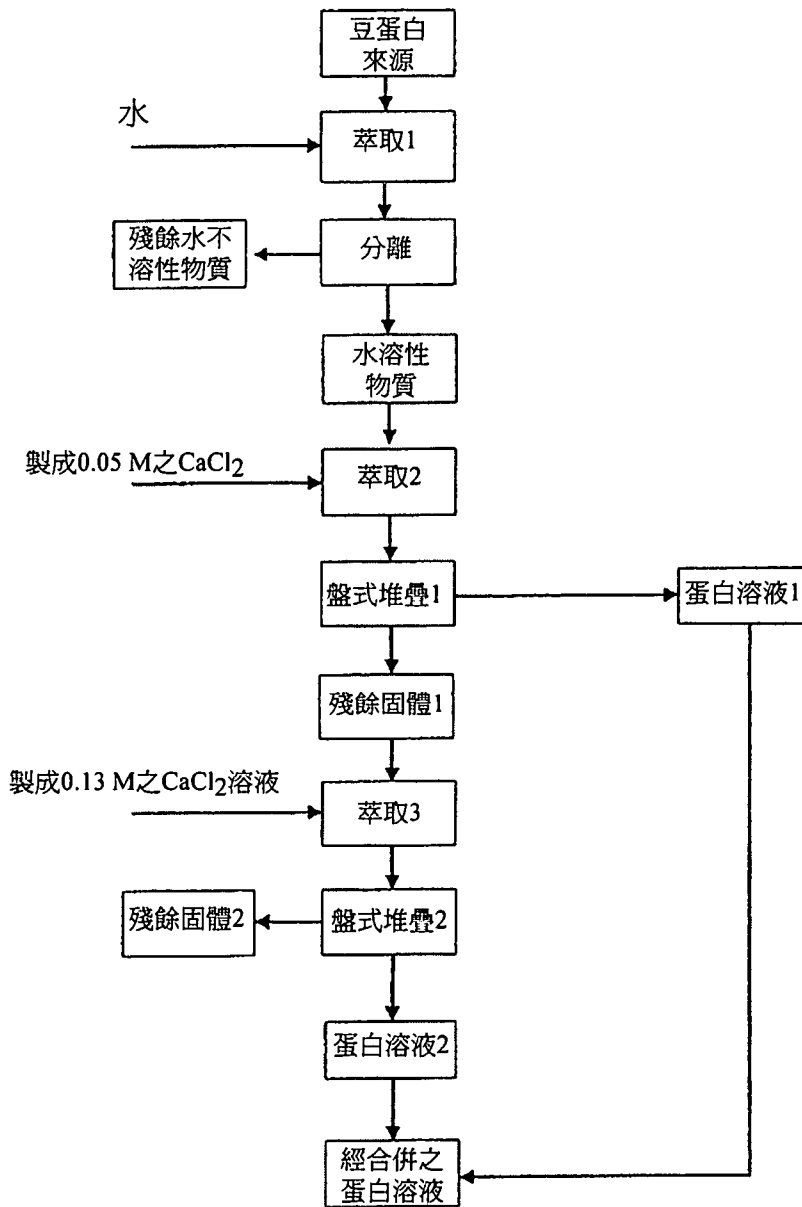 豆蛋白
來源
水
萃取1
分離
殘餘水不
溶性物質
水溶性
物質
製成0.05 M之CaCl₂
萃取2
盤式堆疊1
蛋白溶液1
殘餘固體1
製成0.13 M之CaCl₂溶液
萃取3
盤式堆疊2
殘餘固體2
蛋白溶液2
經合併之
蛋白溶液